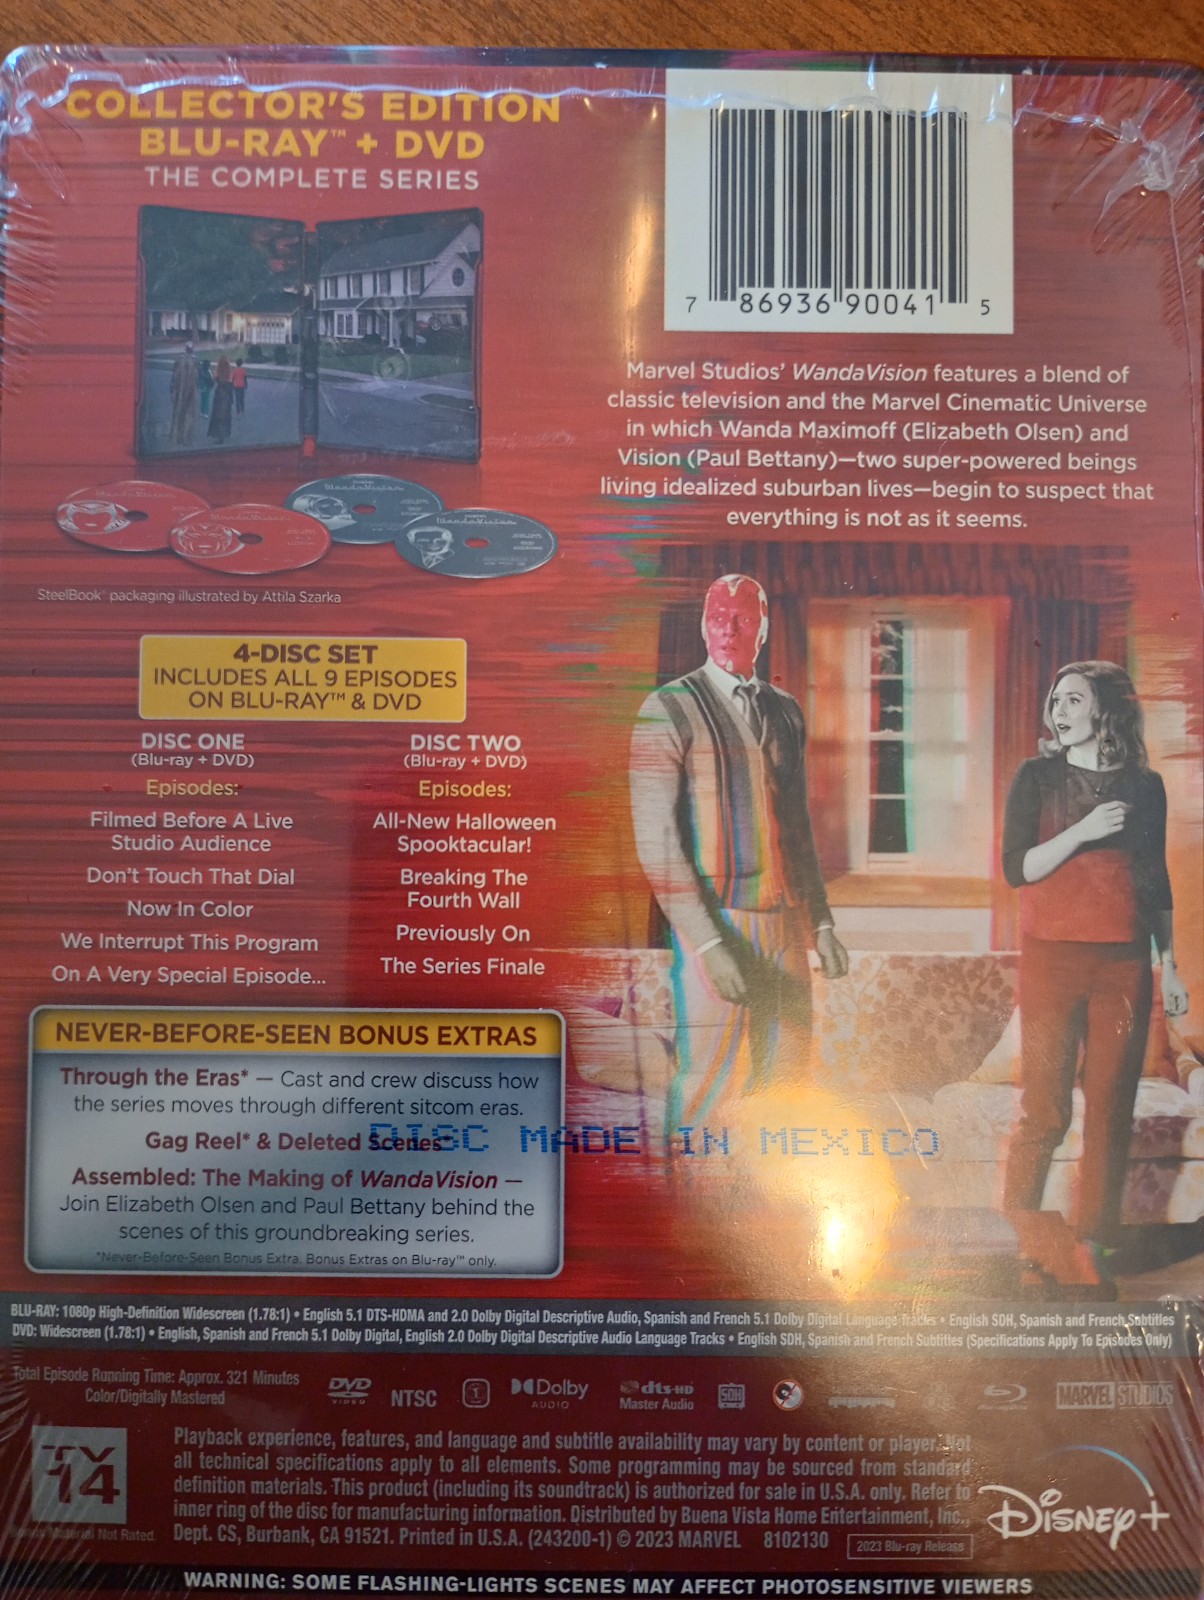 COLLECTOR'S EDITION
BLU-RAY™ + DVD
THE COMPLETE SERIES
7 86936 90041 5
Marvel Studios' WandaVision features a blend of
classic television and the Marvel Cinematic Universe
in which Wanda Maximoff (Elizabeth Olsen) and
Vision (Paul Bettany)—two super-powered beings
living idealized suburban lives—begin to suspect that
everything is not as it seems.
WandaVision
WandaVision
WandaVision
WandaVision
SteelBook® packaging illustrated by Attila Szarka
4-DISC SET
INCLUDES ALL 9 EPISODES
ON BLU-RAY™ & DVD
DISC ONE
(Blu-ray + DVD)
Episodes:
Filmed Before A Live
Studio Audience
Don't Touch That Dial
Now In Color
We Interrupt This Program
On A Very Special Episode...
DISC TWO
(Blu-ray + DVD)
Episodes:
All-New Halloween
Spooktacular!
Breaking The
Fourth Wall
Previously On
The Series Finale
NEVER-BEFORE-SEEN BONUS EXTRAS
Through the Eras* — Cast and crew discuss how
the series moves through different sitcom eras.
Gag Reel* & Deleted Scenes*
DISC MADE IN MEXICO
Assembled: The Making of WandaVision —
Join Elizabeth Olsen and Paul Bettany behind the
scenes of this groundbreaking series.
*Never-Before-Seen Bonus Extra. Bonus Extras on Blu-ray™ only.
BLU-RAY: 1080p High-Definition Widescreen (1.78:1) • English 5.1 DTS-HDMA and 2.0 Dolby Digital Descriptive Audio, Spanish and French 5.1 Dolby Digital Language Tracks • English SDH, Spanish and French Subtitles
DVD: Widescreen (1.78:1) • English, Spanish and French 5.1 Dolby Digital, English 2.0 Dolby Digital Descriptive Audio Language Tracks • English SDH, Spanish and French Subtitles (Specifications Apply To Episodes Only)
Total Episode Running Time: Approx. 321 Minutes
Color/Digitally Mastered
DVD VIDEO NTSC 1 Dolby AUDIO dts-HD Master Audio SDH MARVEL STUDIOS
TV
14
Bonus Material Not Rated.
Playback experience, features, and language and subtitle availability may vary by content or player. Not
all technical specifications apply to all elements. Some programming may be sourced from standard
definition materials. This product (including its soundtrack) is authorized for sale in U.S.A. only. Refer to
inner ring of the disc for manufacturing information. Distributed by Buena Vista Home Entertainment, Inc.,
Dept. CS, Burbank, CA 91521. Printed in U.S.A. (243200-1) © 2023 MARVEL 8102130
2023 Blu-ray Release
Disney+
WARNING: SOME FLASHING-LIGHTS SCENES MAY AFFECT PHOTOSENSITIVE VIEWERS